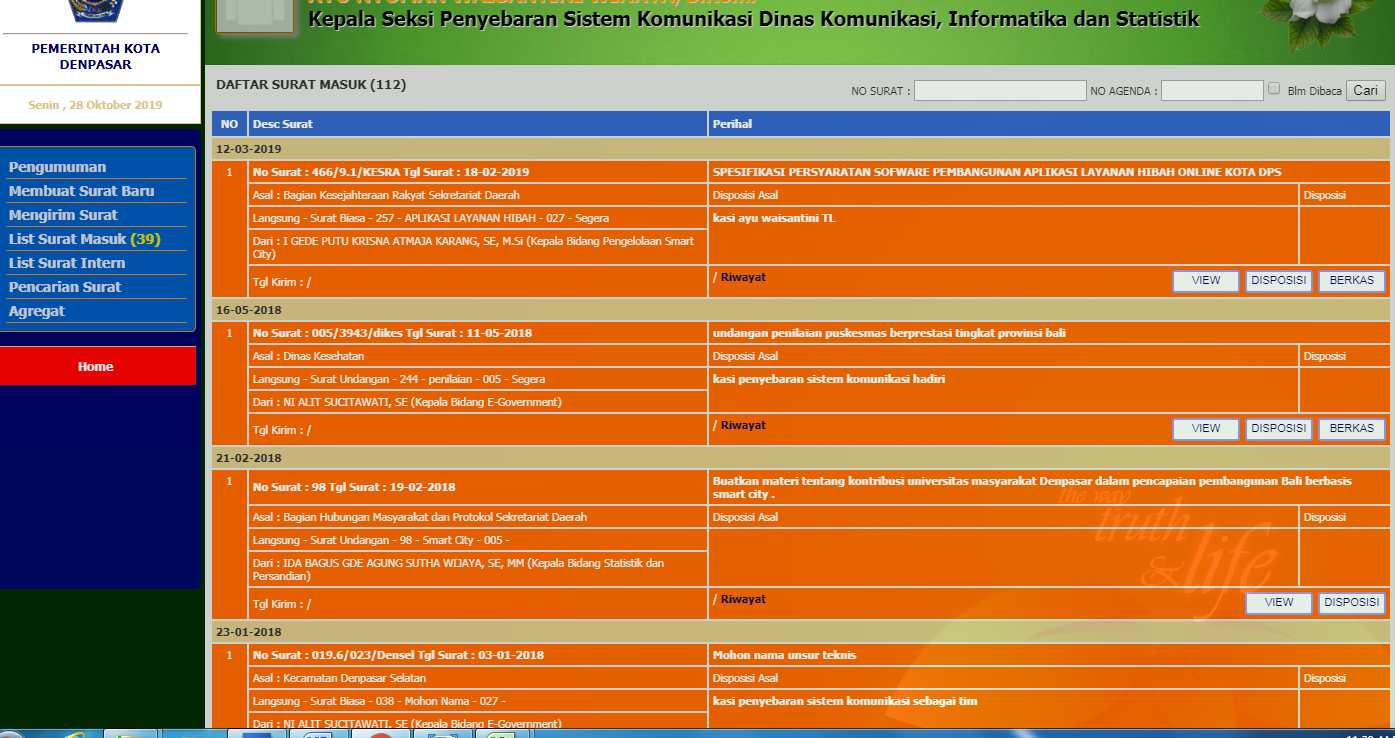 Kepala Seksi Penyebaran Sistem Komunikasi Dinas Komunikasi, Informatika dan Statistik
PEMERINTAH KOTA
DENPASAR
Senin , 28 Oktober 2019
Pengumuman
Membuat Surat Baru
Mengirim Surat
List Surat Masuk (39)
List Surat Intern
Pencarian Surat
Agregat
Home
DAFTAR SURAT MASUK (112)
NO SURAT : NO AGENDA : Blm Dibaca Cari
NO Desc Surat Perihal
12-03-2019
1 No Surat : 466/9.1/KESRA Tgl Surat : 18-02-2019 SPESIFIKASI PERSYARATAN SOFWARE PEMBANGUNAN APLIKASI LAYANAN HIBAH ONLINE KOTA DPS
Asal : Bagian Kesejahteraan Rakyat Sekretariat Daerah Disposisi Asal Disposisi
Langsung - Surat Biasa - 257 - APLIKASI LAYANAN HIBAH - 027 - Segera kasi ayu waisantini TL
Dari : I GEDE PUTU KRISNA ATMAJA KARANG, SE, M.Si (Kepala Bidang Pengelolaan Smart
City)
Tgl Kirim : / / Riwayat VIEW DISPOSISI BERKAS
16-05-2018
1 No Surat : 005/3943/dikes Tgl Surat : 11-05-2018 undangan penilaian puskesmas berprestasi tingkat provinsi bali
Asal : Dinas Kesehatan Disposisi Asal Disposisi
Langsung - Surat Undangan - 244 - penilaian - 005 - Segera kasi penyebaran sistem komunikasi hadiri
Dari : NI ALIT SUCITAWATI, SE (Kepala Bidang E-Government)
Tgl Kirim : / / Riwayat VIEW DISPOSISI BERKAS
21-02-2018
1 No Surat : 98 Tgl Surat : 19-02-2018 Buatkan materi tentang kontribusi universitas masyarakat Denpasar dalam pencapaian pembangunan Bali berbasis
smart city .
Asal : Bagian Hubungan Masyarakat dan Protokol Sekretariat Daerah Disposisi Asal Disposisi
Langsung - Surat Undangan - 98 - Smart City - 005 -
Dari : IDA BAGUS GDE AGUNG SUTHA WIJAYA, SE, MM (Kepala Bidang Statistik dan
Persandian)
Tgl Kirim : / / Riwayat VIEW DISPOSISI
the way
truth
& life
23-01-2018
1 No Surat : 019.6/023/Densel Tgl Surat : 03-01-2018 Mohon nama unsur teknis
Asal : Kecamatan Denpasar Selatan Disposisi Asal Disposisi
Langsung - Surat Biasa - 038 - Mohon Nama - 027 - kasi penyebaran sistem komunikasi sebagai tim
Dari : NI ALIT SUCITAWATI, SE (Kepala Bidang E-Government)